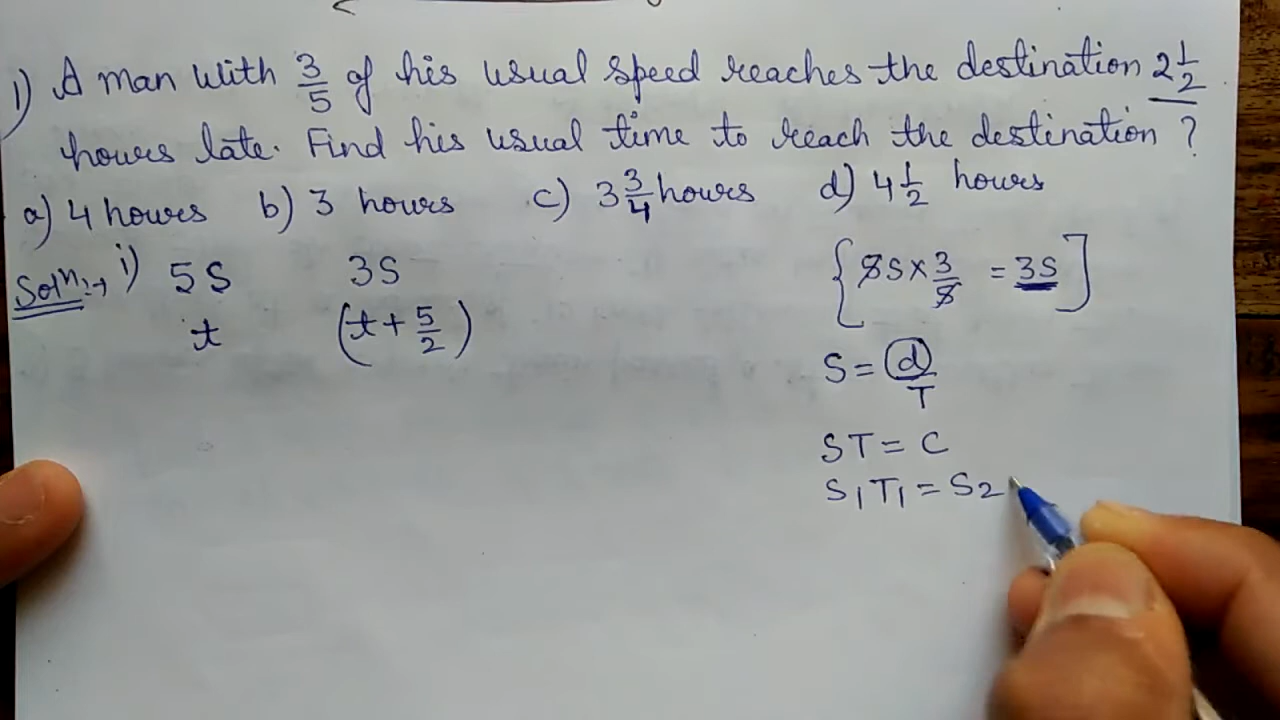 1) A man with 3/5 of his usual speed reaches the destination 2 1/2
hours late. Find his usual time to reach the destination ?
a) 4 hours b) 3 hours c) 3 3/4 hours d) 4 1/2 hours
Solⁿ:→ i) 5S 3S { 5S × 3/5 = 3S ]
t (t + 5/2)
S = d/T
ST = C
S₁T₁ = S₂